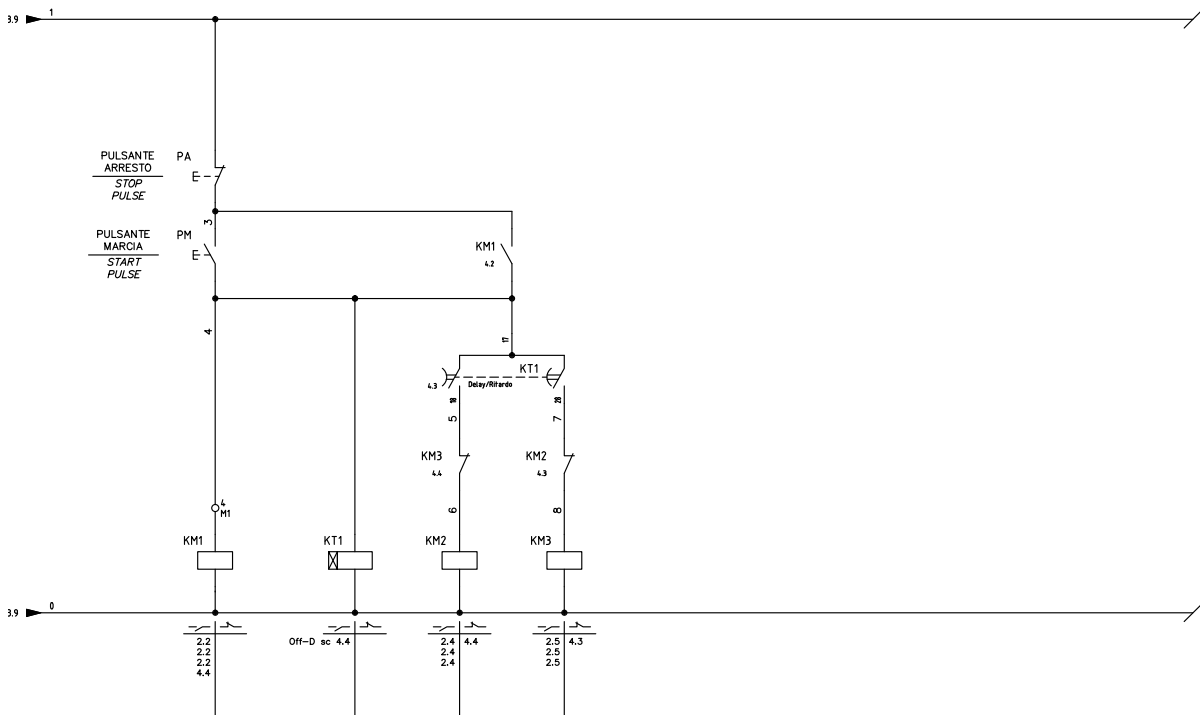 3.9
1
PULSANTE
ARRESTO
STOP
PULSE
PA
E
3
PULSANTE
MARCIA
START
PULSE
PM
E
KM1
4.2
4
17
KT1
4.3
Delay/Ritardo
18
28
5
7
KM3
4.4
KM2
4.3
4
M1
6
8
KM1
KT1
KM2
KM3
3.9
0
2.2
2.2
2.2
4.4
Off-D sc 4.4
2.4 4.4
2.4
2.4
2.5 4.3
2.5
2.5